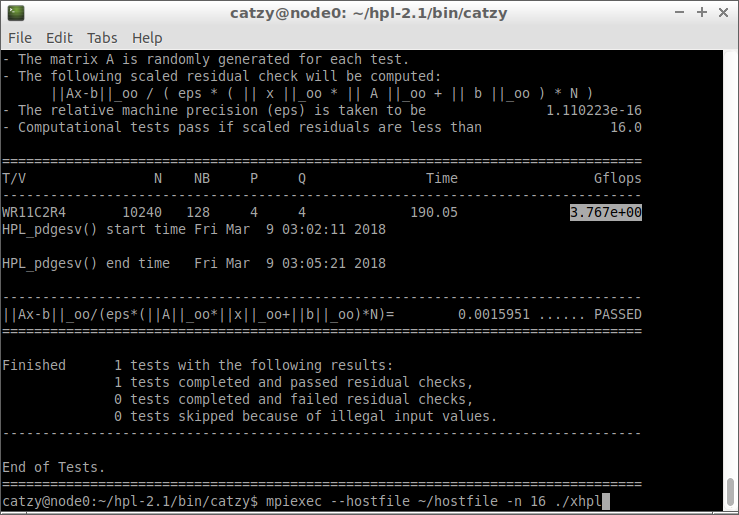 catzy@node0: ~/hpl-2.1/bin/catzy
File Edit Tabs Help
- The matrix A is randomly generated for each test.
- The following scaled residual check will be computed:
      ||Ax-b||_oo / ( eps * ( || x ||_oo * || A ||_oo + || b ||_oo ) * N )
- The relative machine precision (eps) is taken to be               1.110223e-16
- Computational tests pass if scaled residuals are less than                16.0
================================================================================
T/V                N    NB     P     Q               Time                 Gflops
--------------------------------------------------------------------------------
WR11C2R4       10240   128     4     4             190.05              3.767e+00
HPL_pdgesv() start time Fri Mar  9 03:02:11 2018
HPL_pdgesv() end time   Fri Mar  9 03:05:21 2018
--------------------------------------------------------------------------------
||Ax-b||_oo/(eps*(||A||_oo*||x||_oo+||b||_oo)*N)=        0.0015951 ...... PASSED
================================================================================
Finished      1 tests with the following results:
              1 tests completed and passed residual checks,
              0 tests completed and failed residual checks,
              0 tests skipped because of illegal input values.
--------------------------------------------------------------------------------
End of Tests.
================================================================================
catzy@node0:~/hpl-2.1/bin/catzy$ mpiexec --hostfile ~/hostfile -n 16 ./xhpl